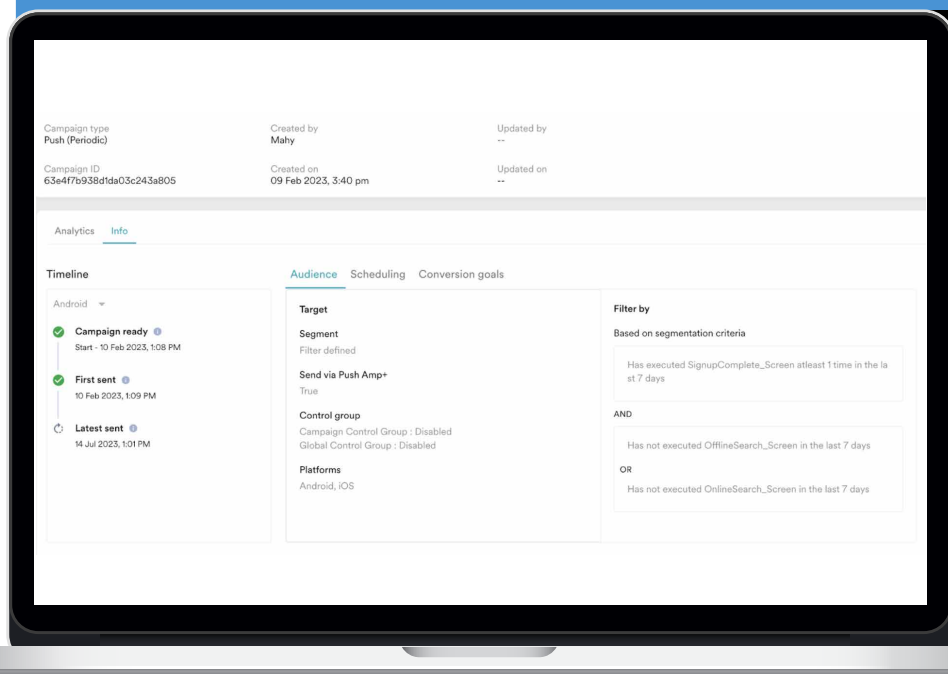 Campaign type
Push (Periodic)
Created by
Mahy
Updated by
--
Campaign ID
63e4f7b938d1da03c243a805
Created on
09 Feb 2023, 3:40 pm
Updated on
--
Analytics Info
Timeline
Android
Campaign ready
Start - 10 Feb 2023, 1:08 PM
First sent
10 Feb 2023, 1:09 PM
Latest sent
14 Jul 2023, 1:01 PM
Audience Scheduling Conversion goals
Target
Segment
Filter defined
Send via Push Amp+
True
Control group
Campaign Control Group : Disabled
Global Control Group : Disabled
Platforms
Android, iOS
Filter by
Based on segmentation criteria
Has executed SignupComplete_Screen atleast 1 time in the la
st 7 days
AND
Has not executed OfflineSearch_Screen in the last 7 days
OR
Has not executed OnlineSearch_Screen in the last 7 days